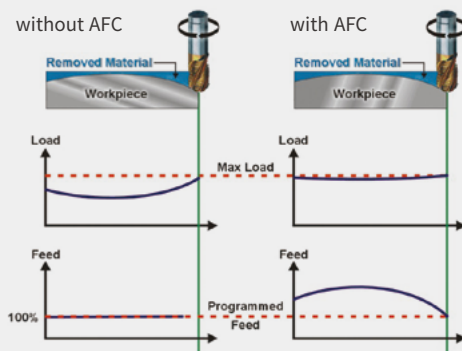 without AFC
with AFC
Removed Material
Workpiece
Removed Material
Workpiece
Load
Load
Max Load
Feed
Feed
100%
Programmed
Feed